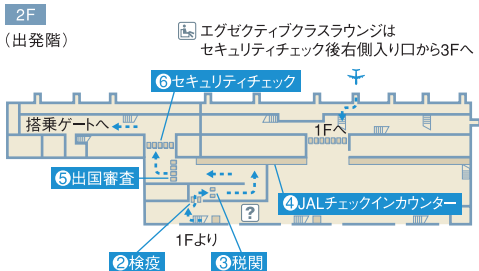 2F
（出発階）
エグゼクティブクラスラウンジは
セキュリティチェック後右側入り口から3Fへ
❻セキュリティチェック
搭乗ゲートへ
1Fへ
❺出国審査
❹JALチェックインカウンター
?
1Fより
❷検疫
❸税関